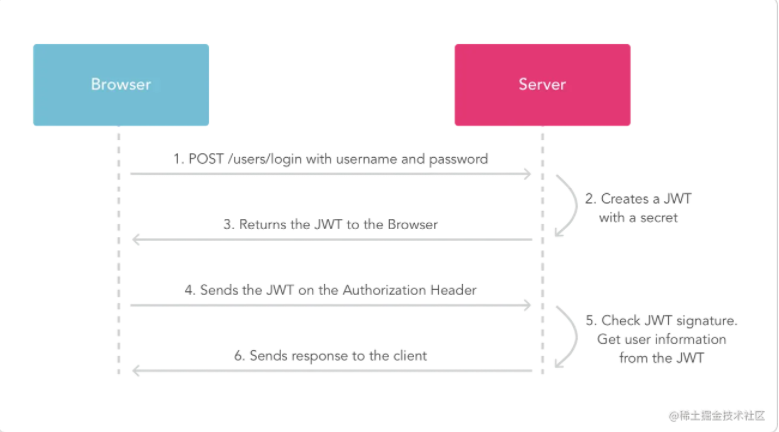 Browser
Server
1. POST /users/login with username and password
2. Creates a JWT
with a secret
3. Returns the JWT to the Browser
4. Sends the JWT on the Authorization Header
5. Check JWT signature.
Get user information
from the JWT
6. Sends response to the client
@稀土掘金技术社区